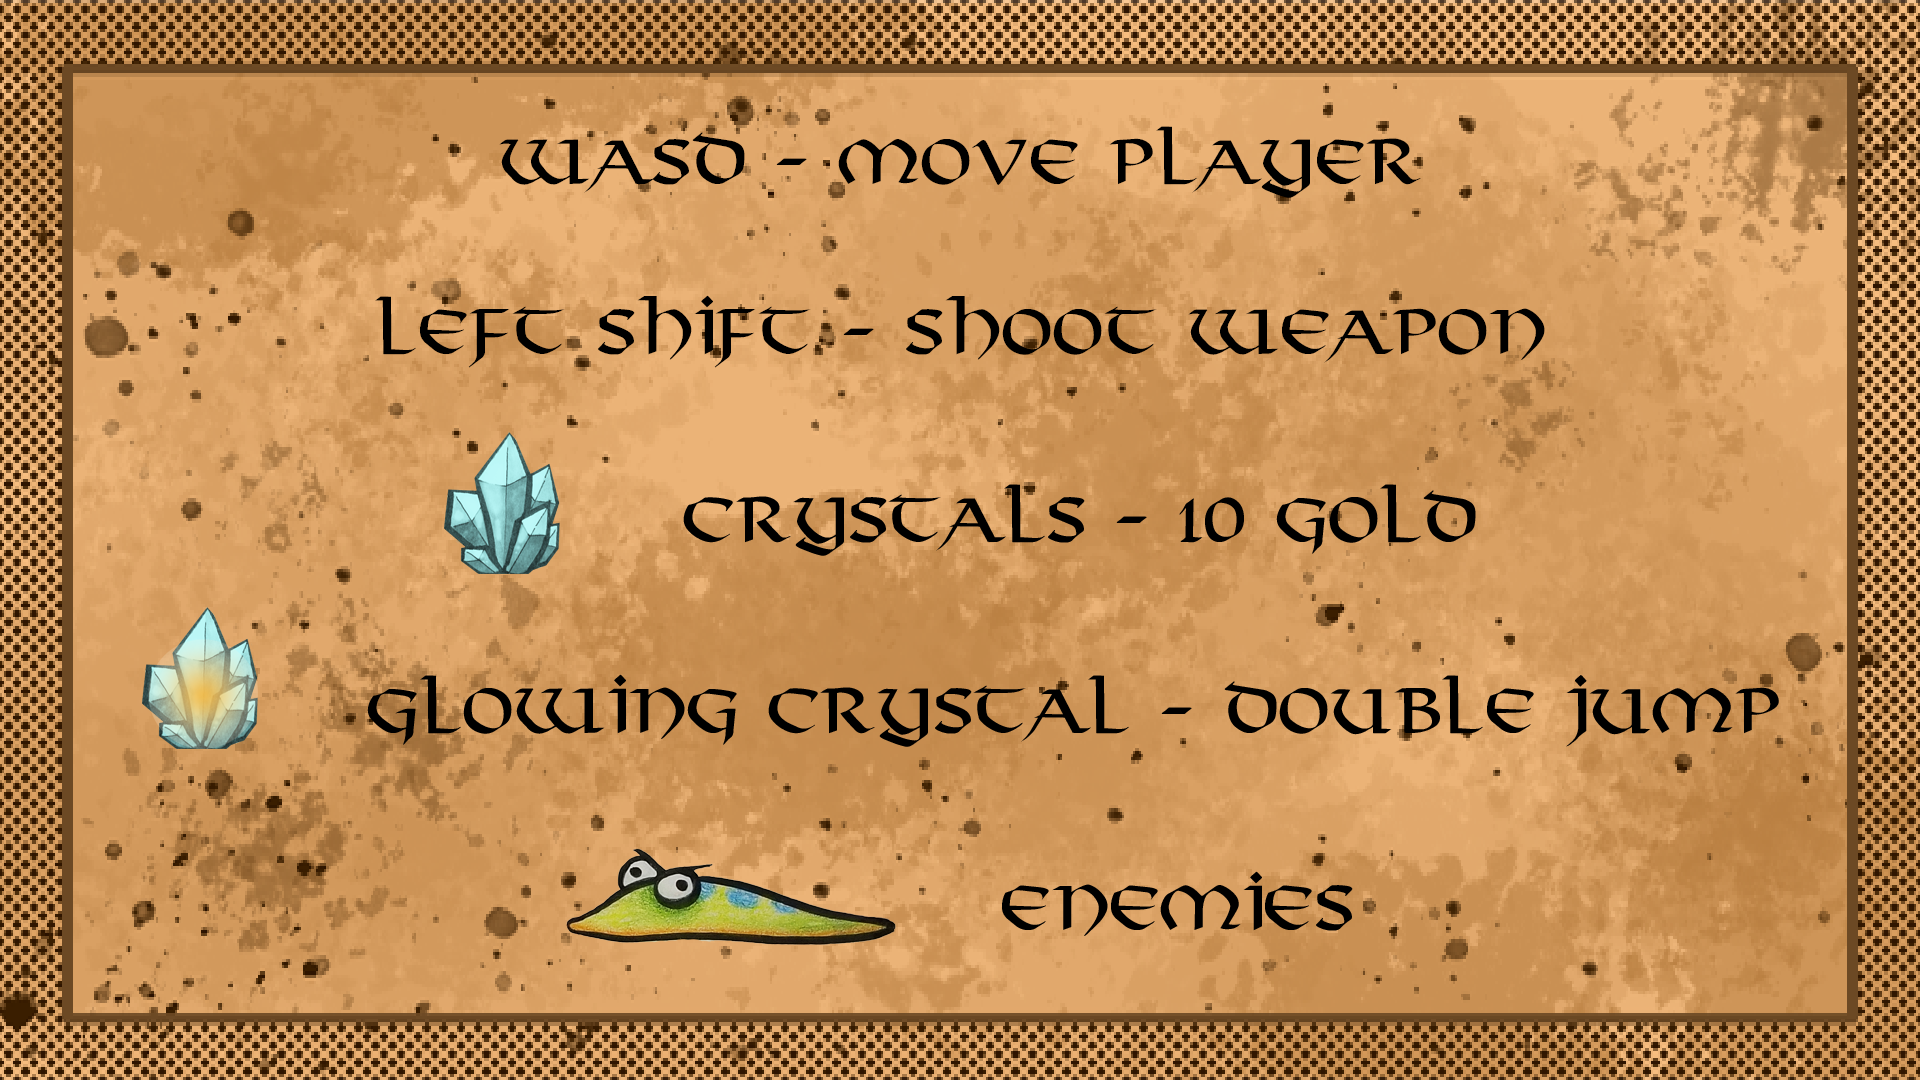 WASD - MOVE PLAYER
LEFT SHIFT - SHOOT WEAPON
CRYSTALS - 10 GOLD
GLOWING CRYSTAL - DOUBLE JUMP
ENEMIES